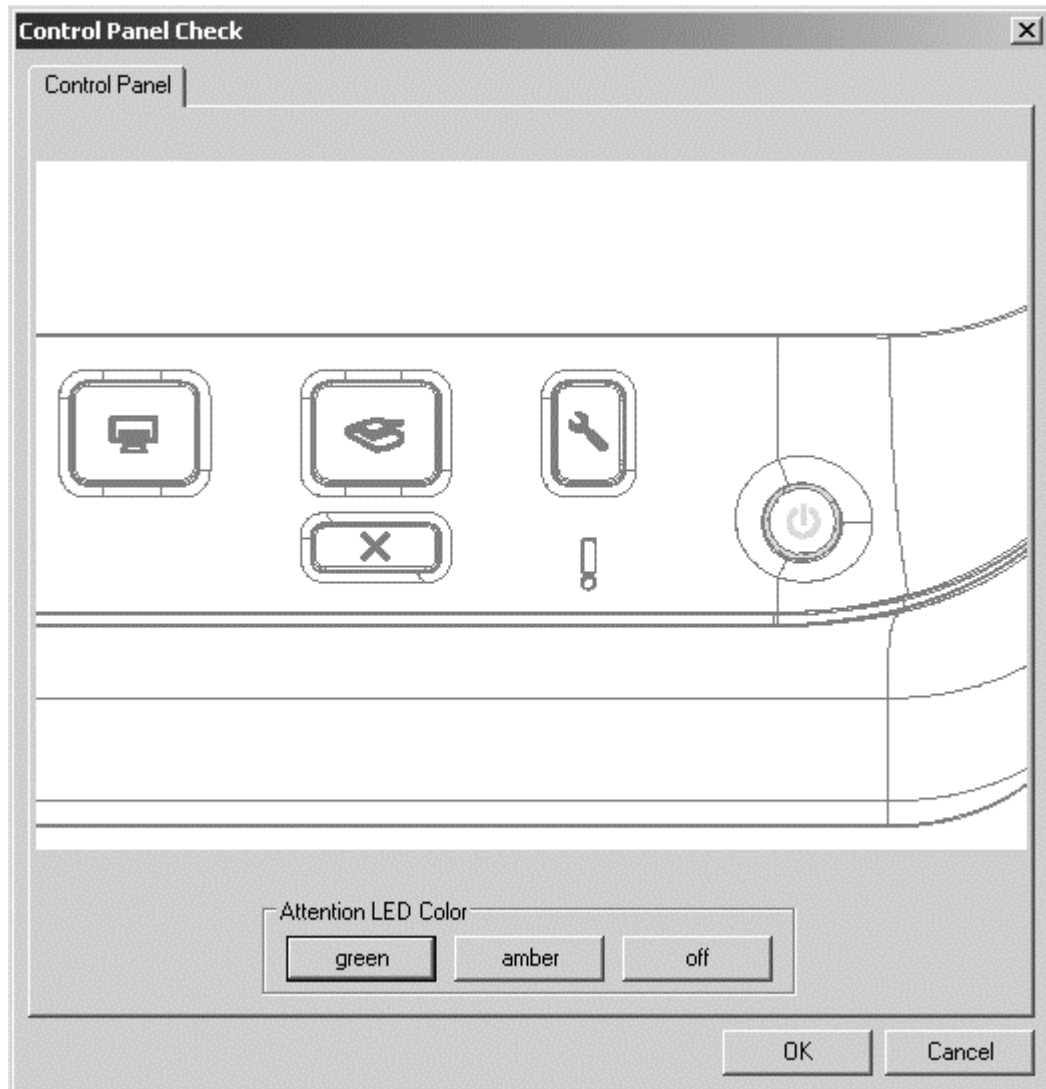 Control Panel Check
Control Panel
Attention LED Color
green amber off
OK Cancel